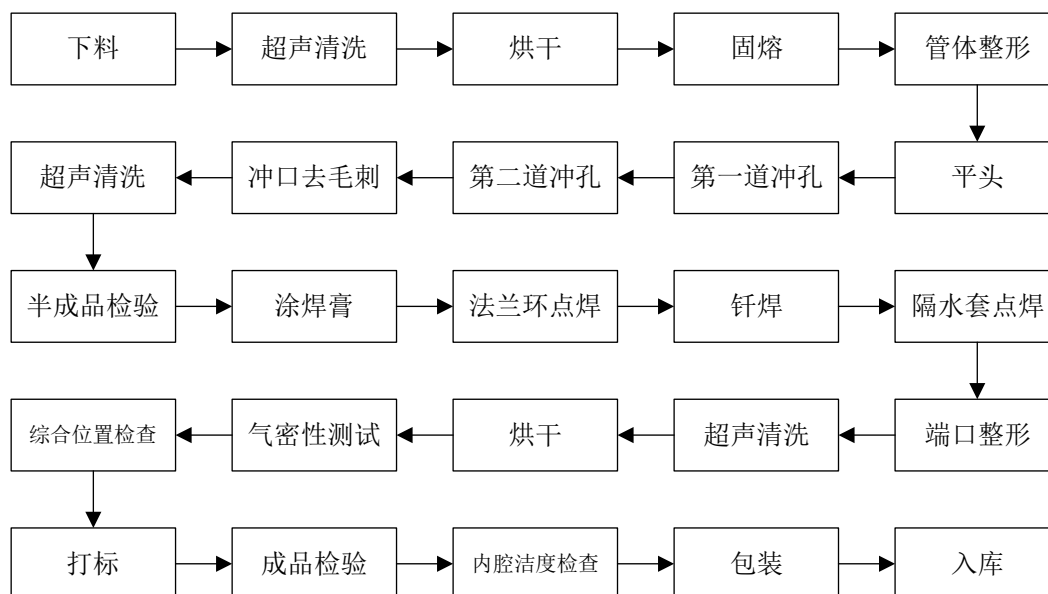 下料
超声清洗
烘干
固熔
管体整形
平头
第一道冲孔
第二道冲孔
冲口去毛刺
超声清洗
半成品检验
涂焊膏
法兰环点焊
钎焊
隔水套点焊
端口整形
超声清洗
烘干
气密性测试
综合位置检查
打标
成品检验
内腔洁度检查
包装
入库